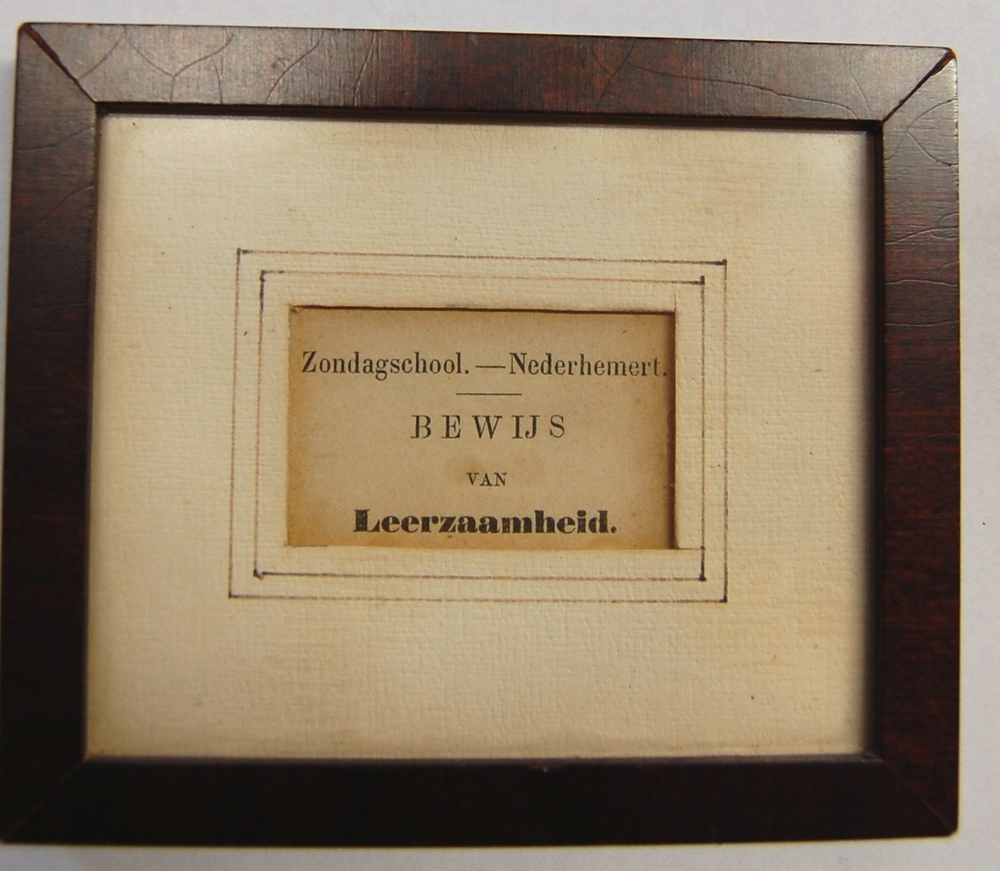 Zondagschool. — Nederhemert.
BEWIJS
VAN
Leerzaamheid.